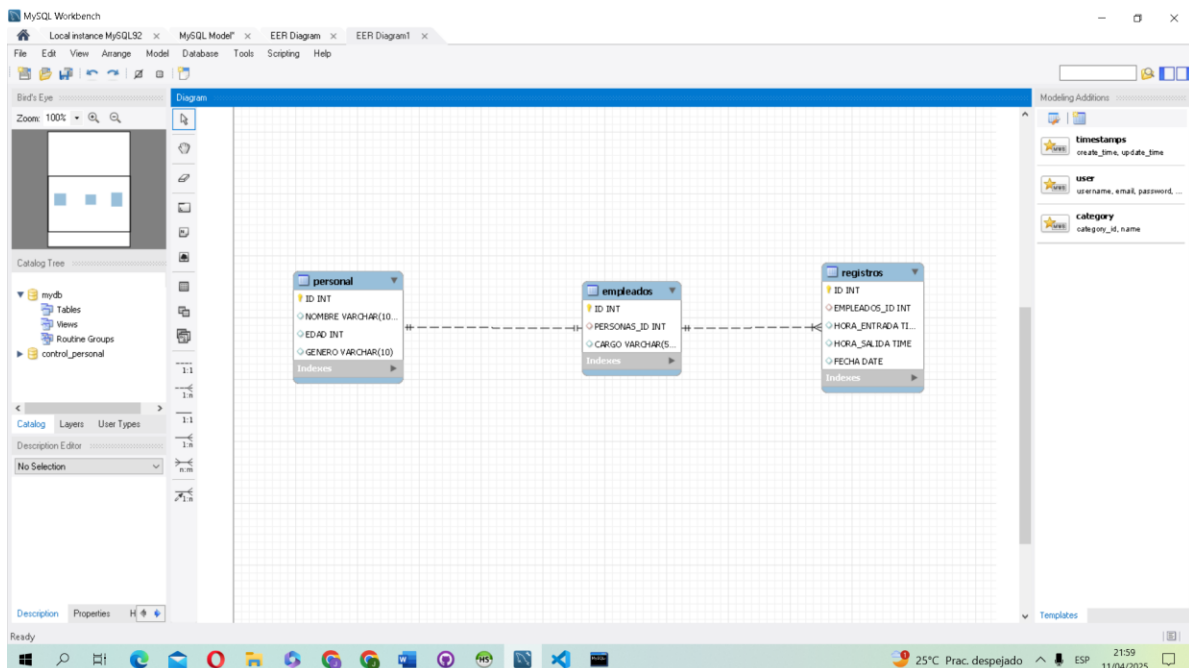 MySQL Workbench
Local instance MySQL92 × MySQL Model* × EER Diagram × EER Diagram1 ×
File Edit View Arrange Model Database Tools Scripting Help
Bird's Eye
Zoom: 100%
Diagram
Modeling Additions
timestamps
create_time, update_time
user
username, email, password, ...
category
category_id, name
Catalog Tree
mydb
Tables
Views
Routine Groups
control_personal
Catalog Layers User Types
Description Editor
No Selection
Description Properties H
1:1
1:n
1:1
1:n
n:m
1:n
personal
ID INT
NOMBRE VARCHAR(10...
EDAD INT
GENERO VARCHAR(10)
Indexes
empleados
ID INT
PERSONAS_ID INT
CARGO VARCHAR(5...
Indexes
registros
ID INT
EMPLEADOS_ID INT
HORA_ENTRADA TI...
HORA_SALIDA TIME
FECHA DATE
Indexes
Templates
Ready
25°C Prac. despejado ESP 21:59
11/04/2025